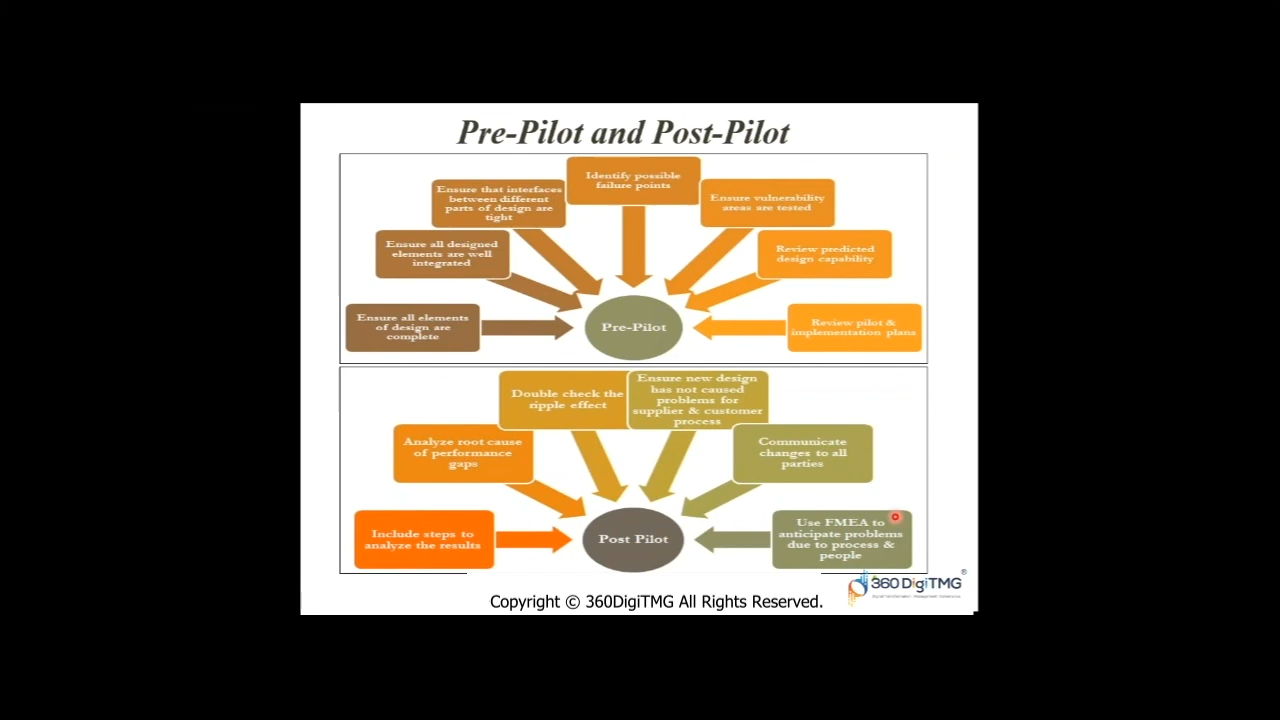 Pre-Pilot and Post-Pilot
Identify possible
failure points
Ensure that interfaces
between different
parts of design are
tight
Ensure vulnerability
areas are tested
Ensure all designed
elements are well
integrated
Review predicted
design capability
Ensure all elements
of design are
complete
Pre-Pilot
Review pilot &
implementation plans
Double check the
ripple effect
Ensure new design
has not caused
problems for
supplier & customer
process
Analyze root cause
of performance
gaps
Communicate
changes to all
parties
Include steps to
analyze the results
Post Pilot
Use FMEA to
anticipate problems
due to process &
people
360DigiTMG®
Copyright © 360DigiTMG All Rights Reserved.